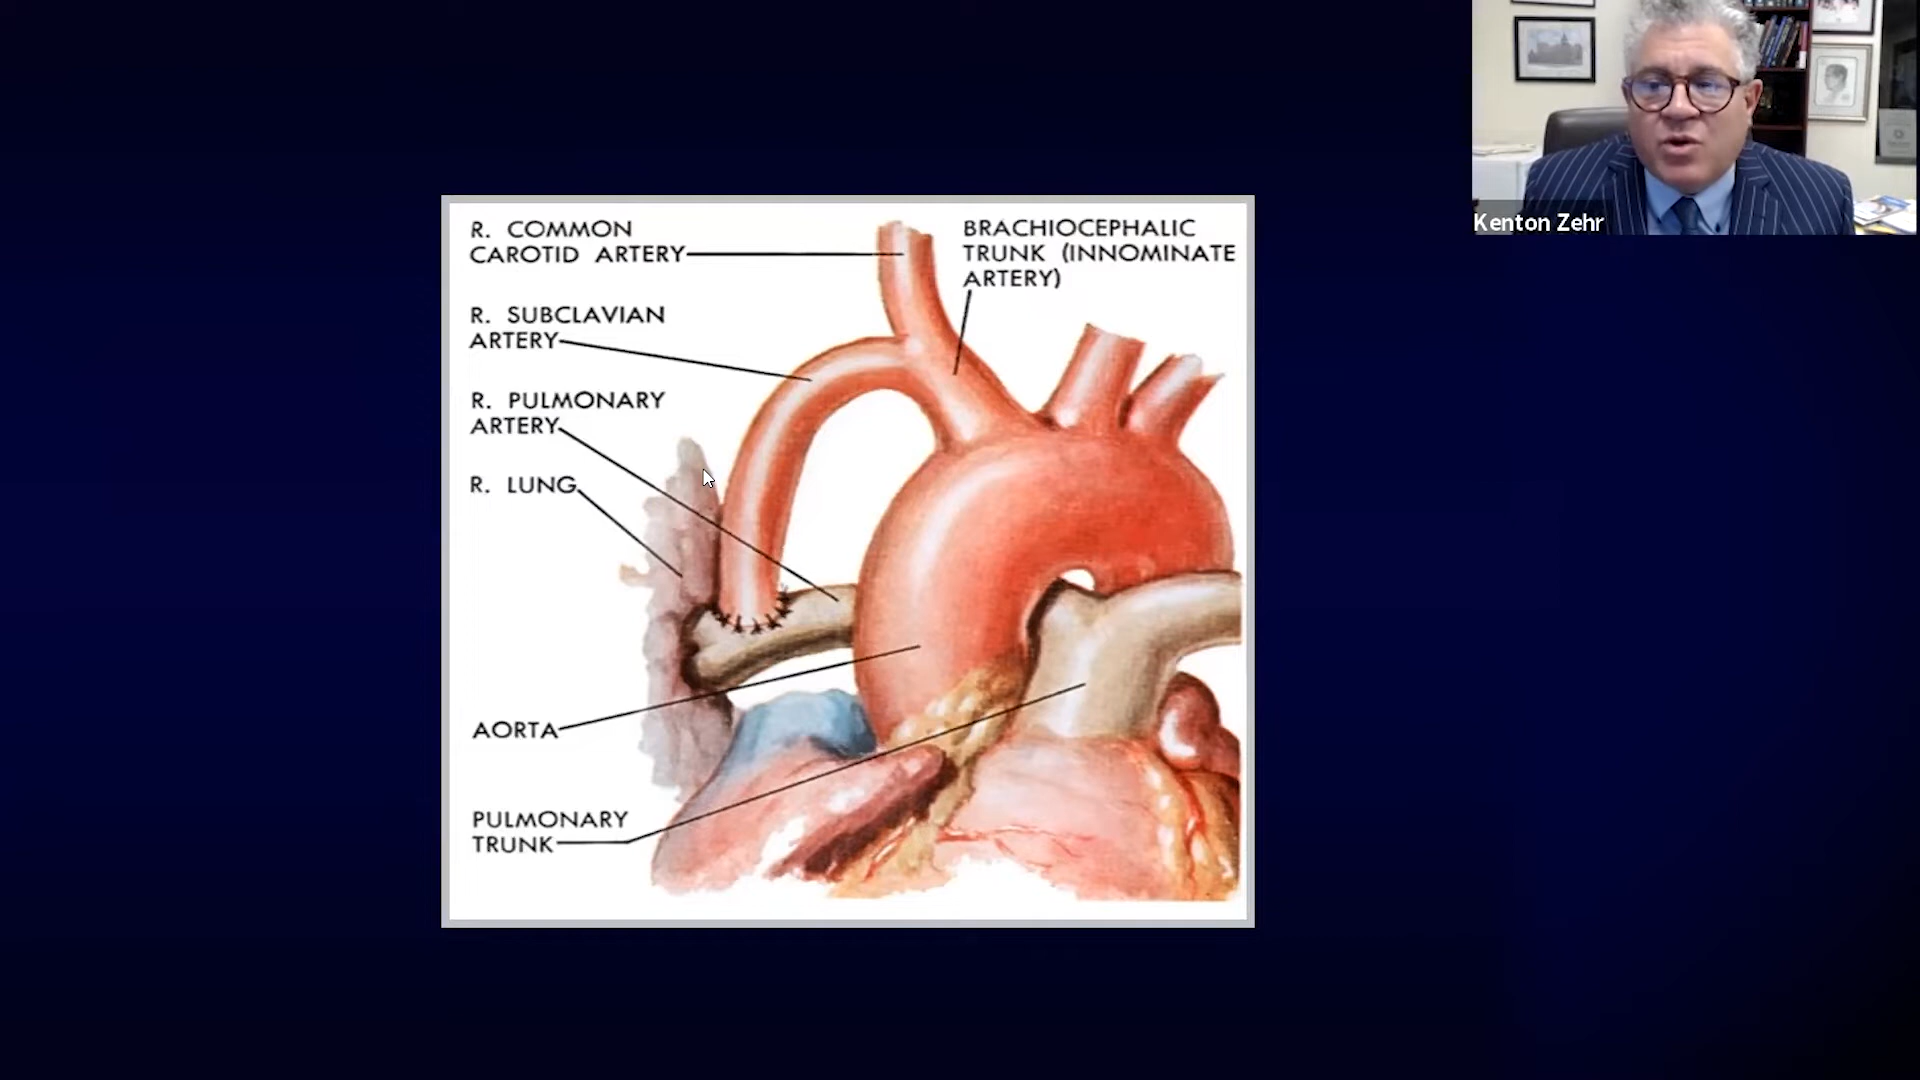 R. COMMON
CAROTID ARTERY
BRACHIOCEPHALIC
TRUNK (INNOMINATE
ARTERY)
R. SUBCLAVIAN
ARTERY
R. PULMONARY
ARTERY
R. LUNG
AORTA
PULMONARY
TRUNK
Kenton Zehr